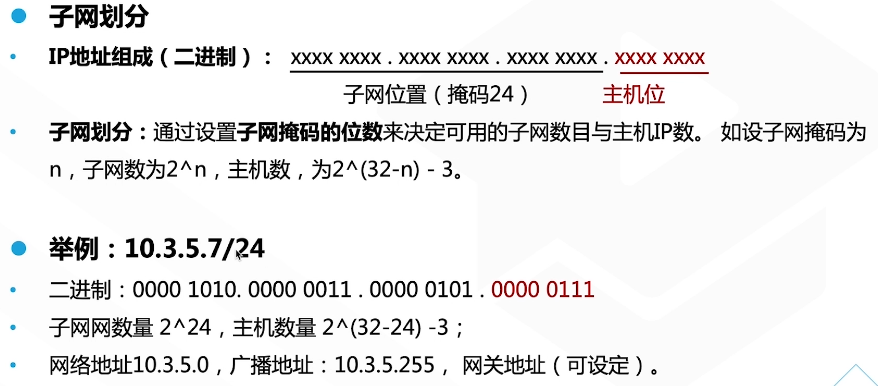 子网划分
IP地址组成（二进制）： xxxx xxxx . xxxx xxxx . xxxx xxxx . xxxx xxxx
子网位置（掩码24） 主机位
子网划分：通过设置子网掩码的位数来决定可用的子网数目与主机IP数。 如设子网掩码为
n，子网数为2^n，主机数，为2^(32-n) - 3。
举例：10.3.5.7/24
二进制：0000 1010. 0000 0011 . 0000 0101 . 0000 0111
子网网数量 2^24，主机数量 2^(32-24) -3；
网络地址10.3.5.0，广播地址：10.3.5.255， 网关地址（可设定）。